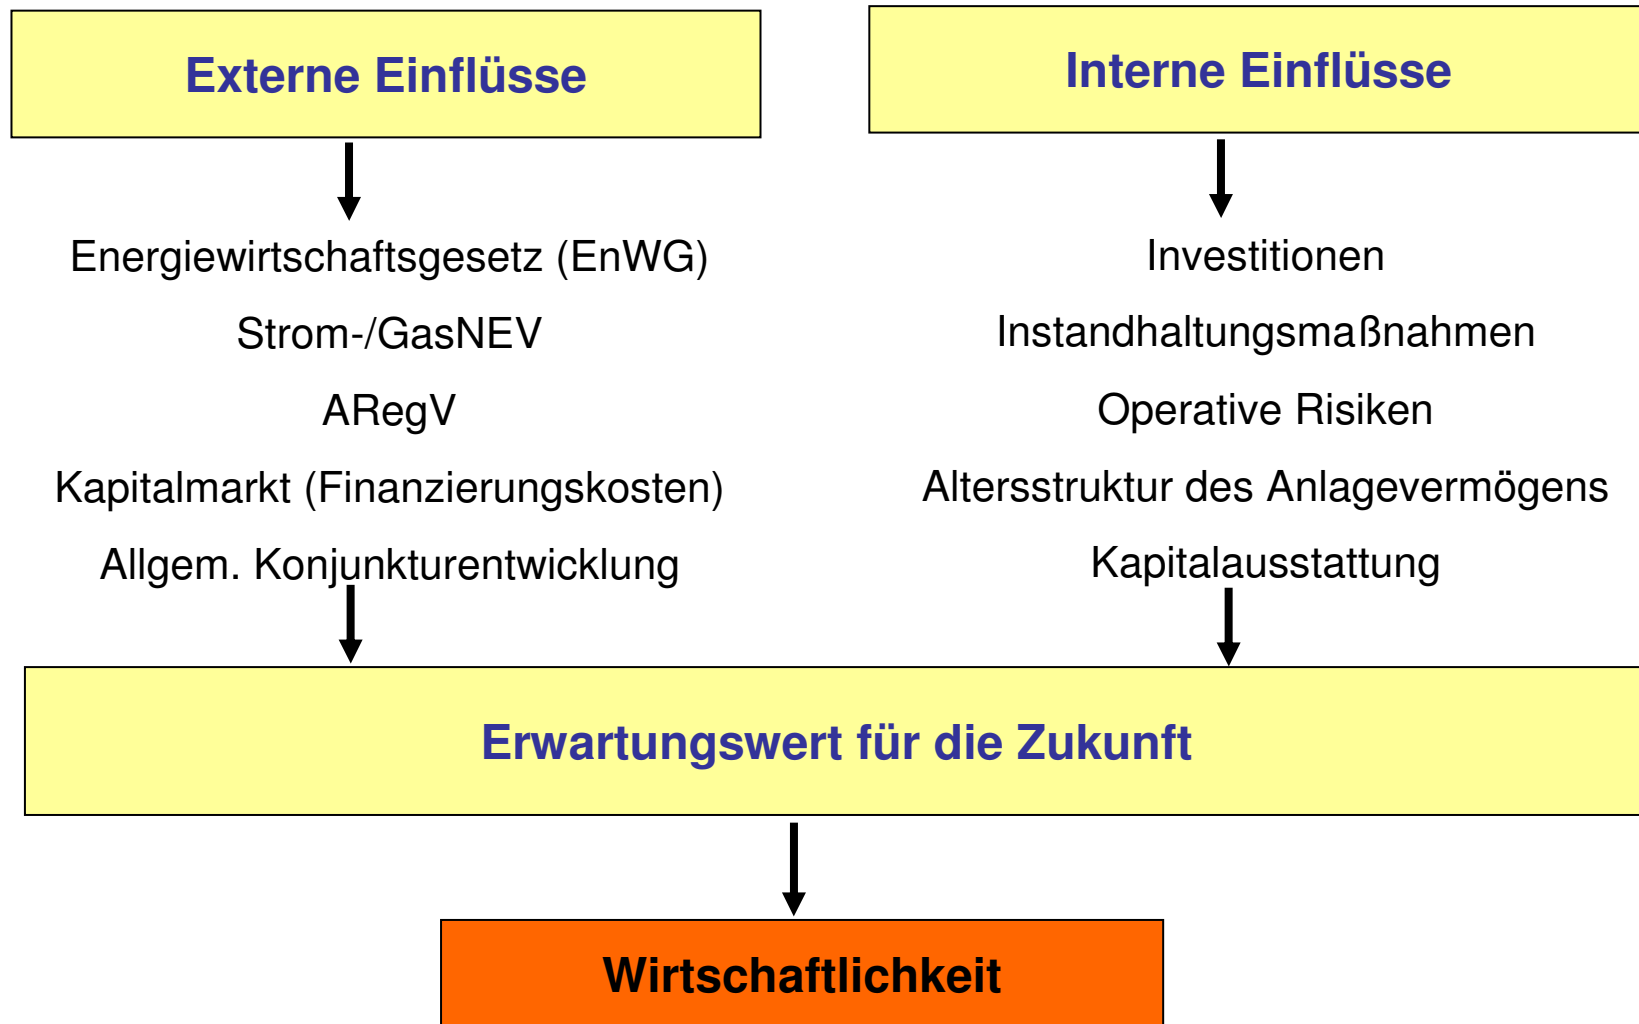 Externe Einflüsse
Energiewirtschaftsgesetz (EnWG)
Strom-/GasNEV
ARegV
Kapitalmarkt (Finanzierungskosten)
Allgem. Konjunkturentwicklung
Interne Einflüsse
Investitionen
Instandhaltungsmaßnahmen
Operative Risiken
Altersstruktur des Anlagevermögens
Kapitalausstattung
Erwartungswert für die Zukunft
Wirtschaftlichkeit